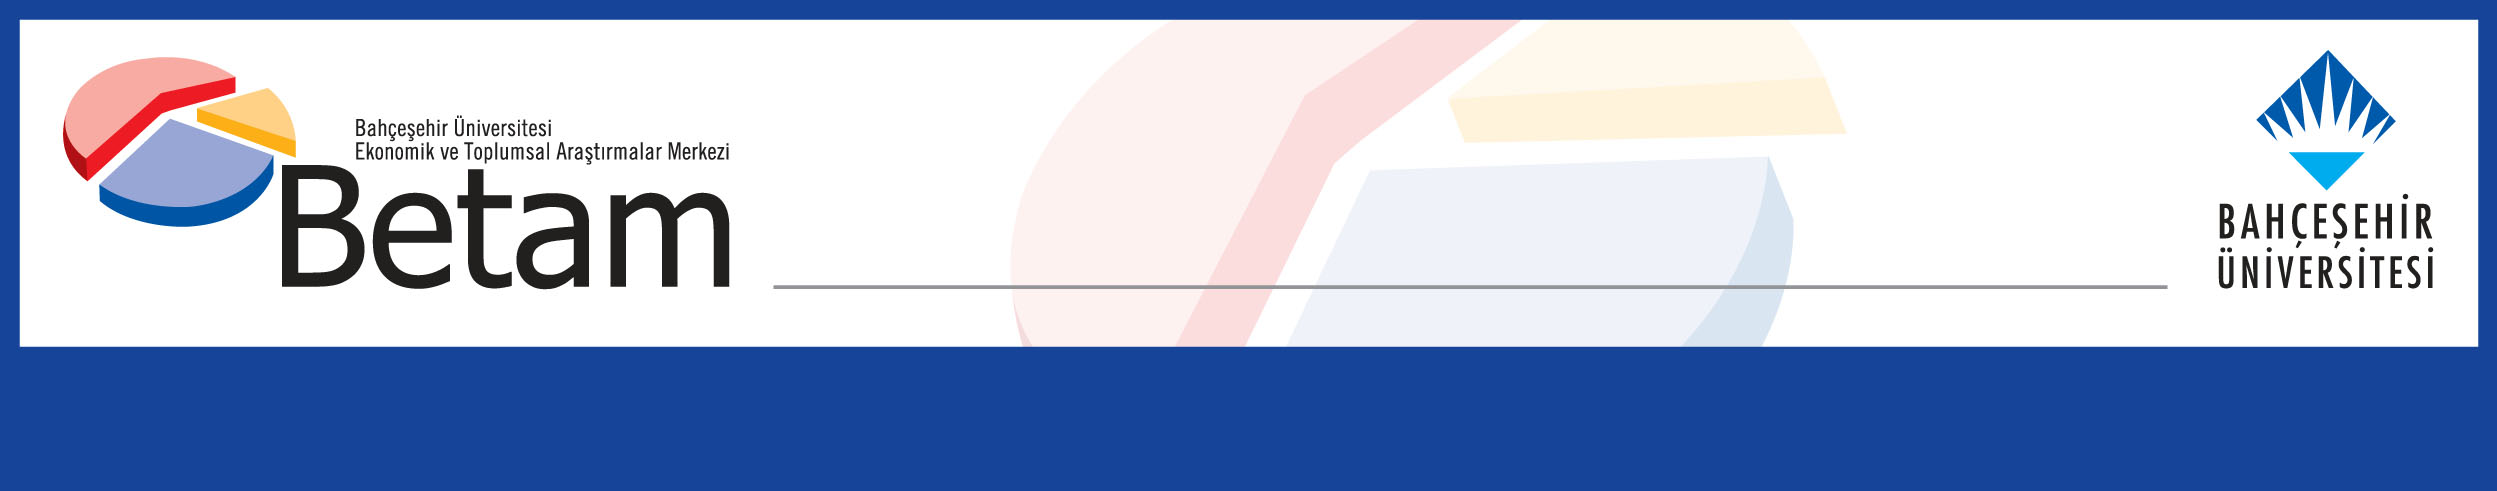 Bahçeşehir Üniversitesi
Ekonomik ve Toplumsal Araştırmalar Merkezi
Betam
BAHÇEŞEHİR
ÜNİVERSİTESİ